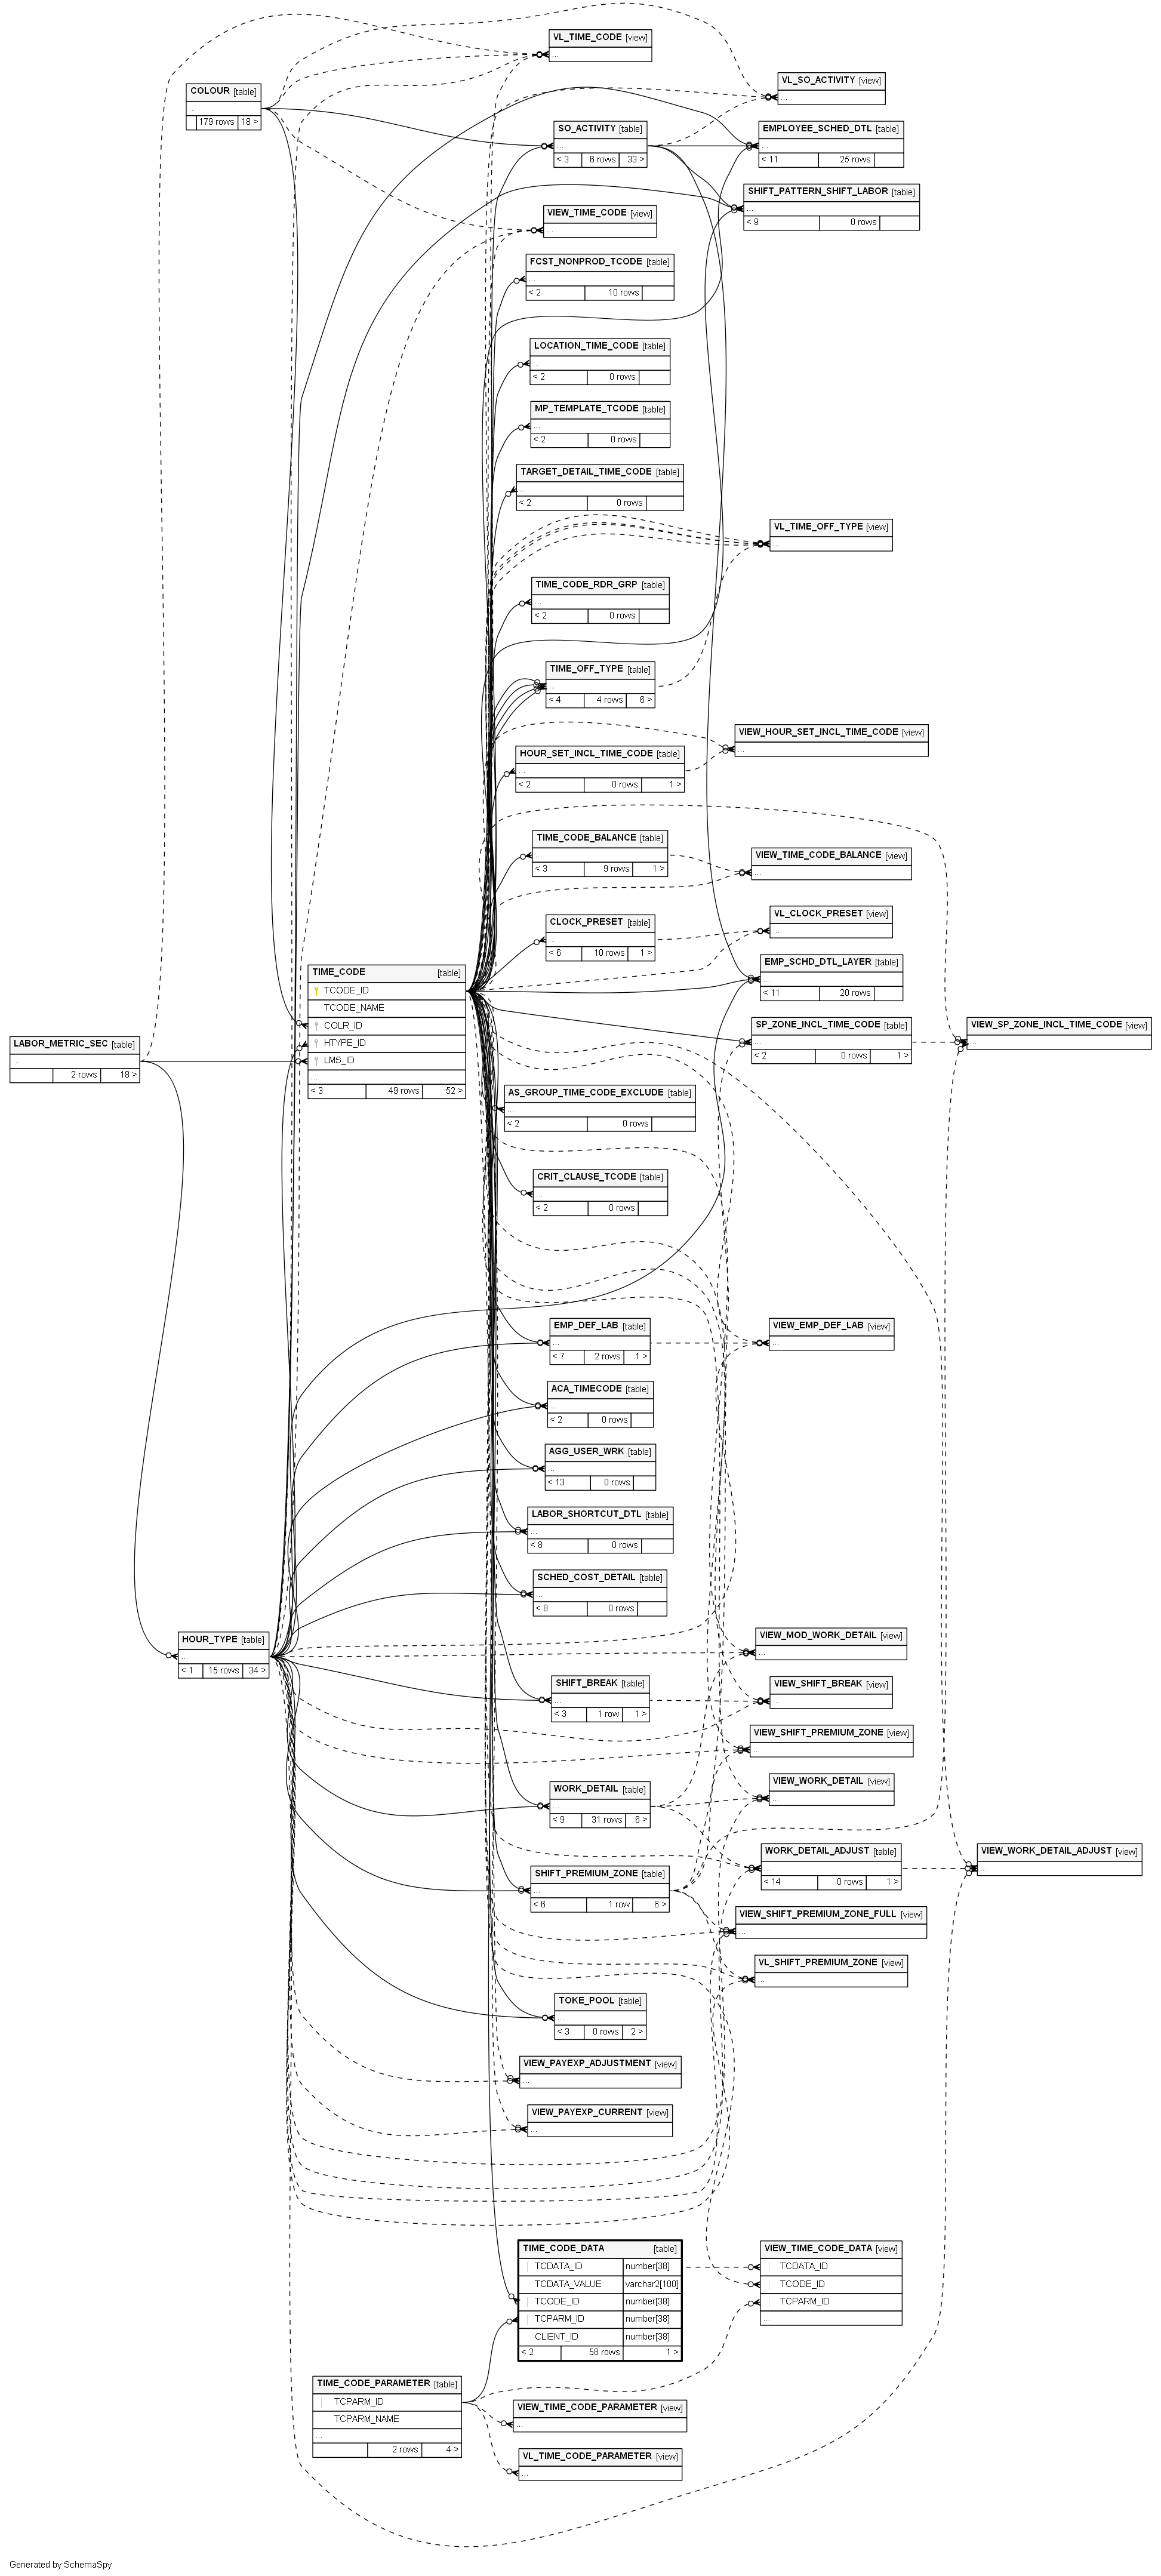 VL_TIME_CODE [view]
...
VL_SO_ACTIVITY [view]
...
COLOUR [table]
...
179 rows 18 >
SO_ACTIVITY [table]
...
< 3 6 rows 33 >
EMPLOYEE_SCHED_DTL [table]
...
< 11 25 rows
SHIFT_PATTERN_SHIFT_LABOR [table]
...
< 9 0 rows
VIEW_TIME_CODE [view]
...
FCST_NONPROD_TCODE [table]
...
< 2 10 rows
LOCATION_TIME_CODE [table]
...
< 2 0 rows
MP_TEMPLATE_TCODE [table]
...
< 2 0 rows
TARGET_DETAIL_TIME_CODE [table]
...
< 2 0 rows
VL_TIME_OFF_TYPE [view]
...
TIME_CODE_RDR_GRP [table]
...
< 2 0 rows
TIME_OFF_TYPE [table]
...
< 4 4 rows 6 >
VIEW_HOUR_SET_INCL_TIME_CODE [view]
...
HOUR_SET_INCL_TIME_CODE [table]
...
< 2 0 rows 1 >
TIME_CODE_BALANCE [table]
...
< 3 9 rows 1 >
VIEW_TIME_CODE_BALANCE [view]
...
CLOCK_PRESET [table]
...
< 6 10 rows 1 >
VL_CLOCK_PRESET [view]
...
EMP_SCHD_DTL_LAYER [table]
...
< 11 20 rows
TIME_CODE [table]
TCODE_ID
TCODE_NAME
COLR_ID
HTYPE_ID
LMS_ID
...
< 3 49 rows 52 >
SP_ZONE_INCL_TIME_CODE [table]
...
< 2 0 rows 1 >
VIEW_SP_ZONE_INCL_TIME_CODE [view]
...
LABOR_METRIC_SEC [table]
...
2 rows 18 >
AS_GROUP_TIME_CODE_EXCLUDE [table]
...
< 2 0 rows
CRIT_CLAUSE_TCODE [table]
...
< 2 0 rows
EMP_DEF_LAB [table]
...
< 7 2 rows 1 >
VIEW_EMP_DEF_LAB [view]
...
ACA_TIMECODE [table]
...
< 2 0 rows
AGG_USER_WRK [table]
...
< 13 0 rows
LABOR_SHORTCUT_DTL [table]
...
< 8 0 rows
SCHED_COST_DETAIL [table]
...
< 8 0 rows
HOUR_TYPE [table]
...
< 1 15 rows 34 >
VIEW_MOD_WORK_DETAIL [view]
...
SHIFT_BREAK [table]
...
< 3 1 row 1 >
VIEW_SHIFT_BREAK [view]
...
VIEW_SHIFT_PREMIUM_ZONE [view]
...
WORK_DETAIL [table]
...
< 9 31 rows 6 >
VIEW_WORK_DETAIL [view]
...
WORK_DETAIL_ADJUST [table]
...
< 14 0 rows 1 >
VIEW_WORK_DETAIL_ADJUST [view]
...
SHIFT_PREMIUM_ZONE [table]
...
< 6 1 row 6 >
VIEW_SHIFT_PREMIUM_ZONE_FULL [view]
...
VL_SHIFT_PREMIUM_ZONE [view]
...
TOKE_POOL [table]
...
< 3 0 rows 2 >
VIEW_PAYEXP_ADJUSTMENT [view]
...
VIEW_PAYEXP_CURRENT [view]
...
TIME_CODE_DATA [table]
TCDATA_ID number[38]
TCDATA_VALUE varchar2[100]
TCODE_ID number[38]
TCPARM_ID number[38]
CLIENT_ID number[38]
< 2 58 rows 1 >
VIEW_TIME_CODE_DATA [view]
TCDATA_ID
TCODE_ID
TCPARM_ID
...
TIME_CODE_PARAMETER [table]
TCPARM_ID
TCPARM_NAME
...
2 rows 4 >
VIEW_TIME_CODE_PARAMETER [view]
...
VL_TIME_CODE_PARAMETER [view]
...
Generated by SchemaSpy